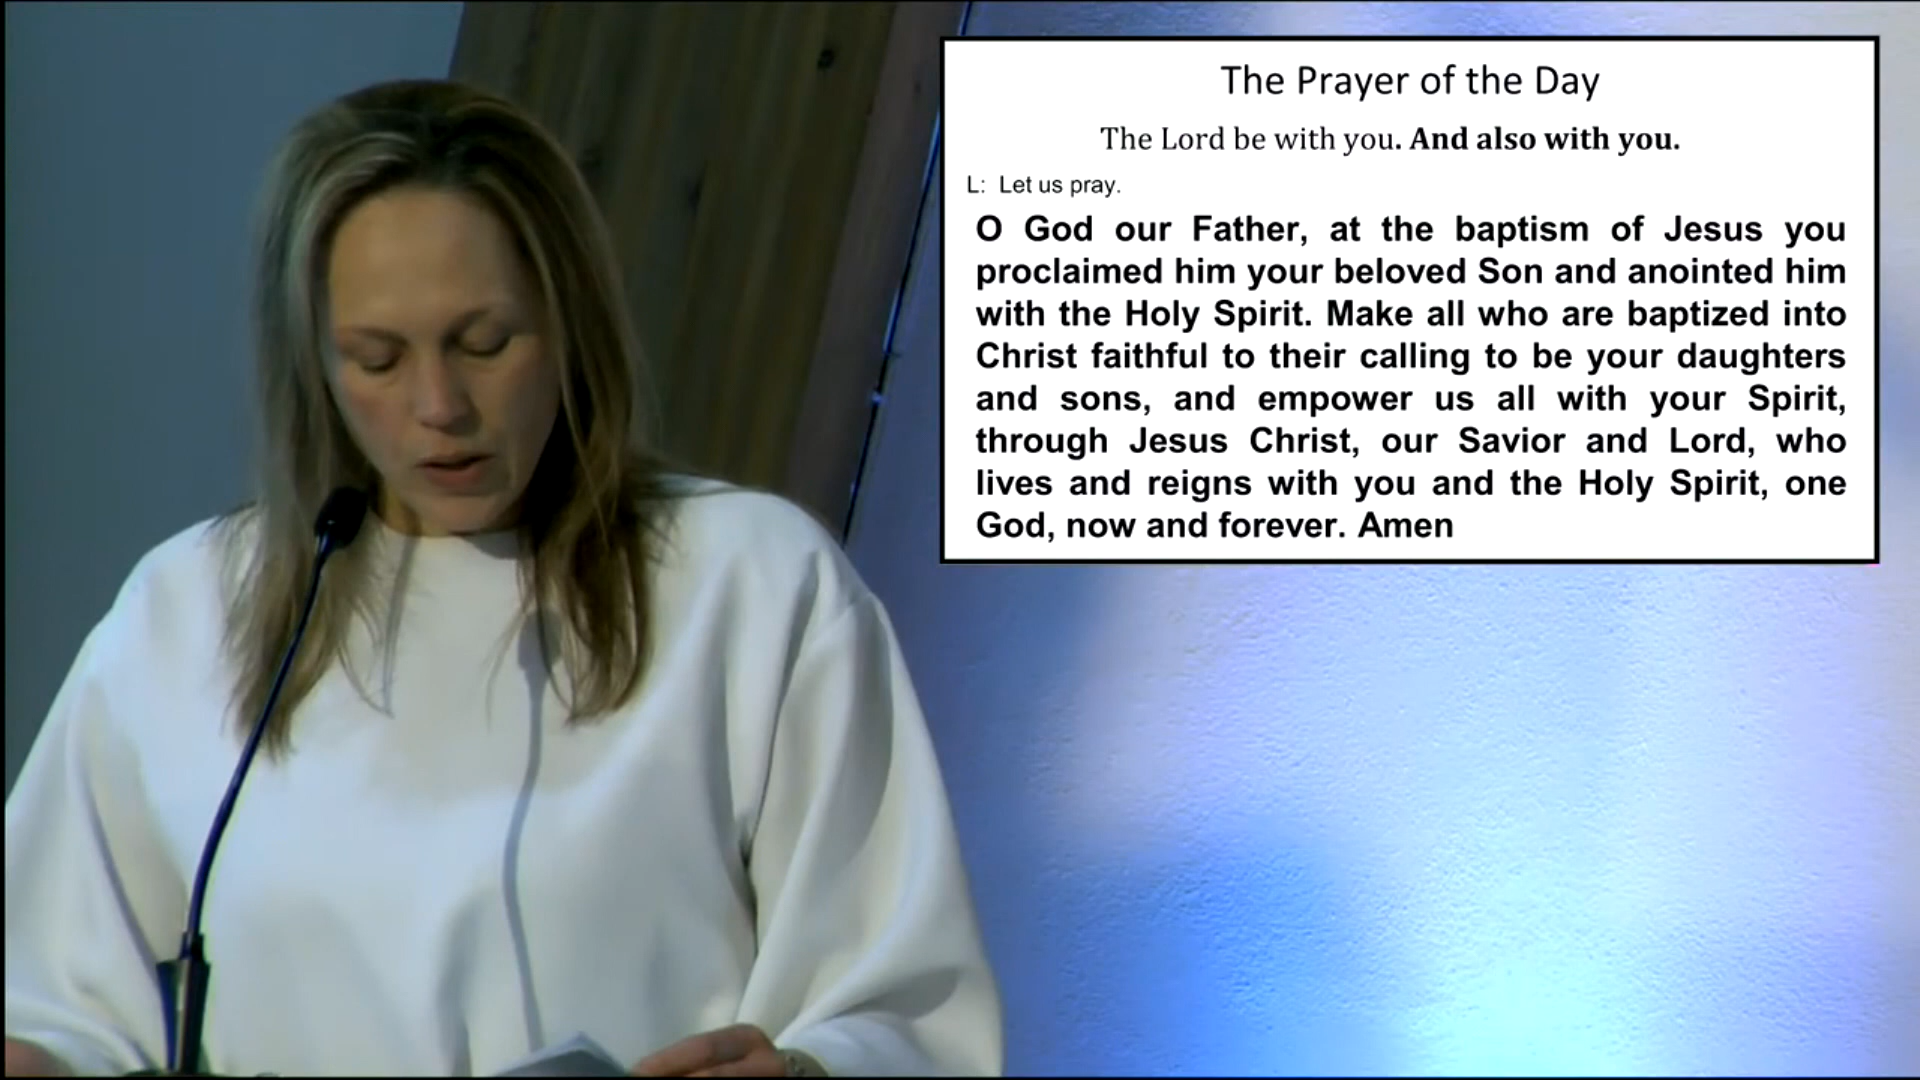 The Prayer of the Day
The Lord be with you. And also with you.
L: Let us pray.
O God our Father, at the baptism of Jesus you
proclaimed him your beloved Son and anointed him
with the Holy Spirit. Make all who are baptized into
Christ faithful to their calling to be your daughters
and sons, and empower us all with your Spirit,
through Jesus Christ, our Savior and Lord, who
lives and reigns with you and the Holy Spirit, one
God, now and forever. Amen